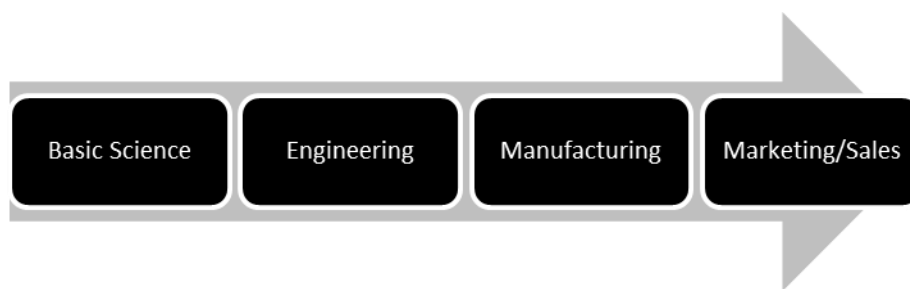 Basic Science
Engineering
Manufacturing
Marketing/Sales